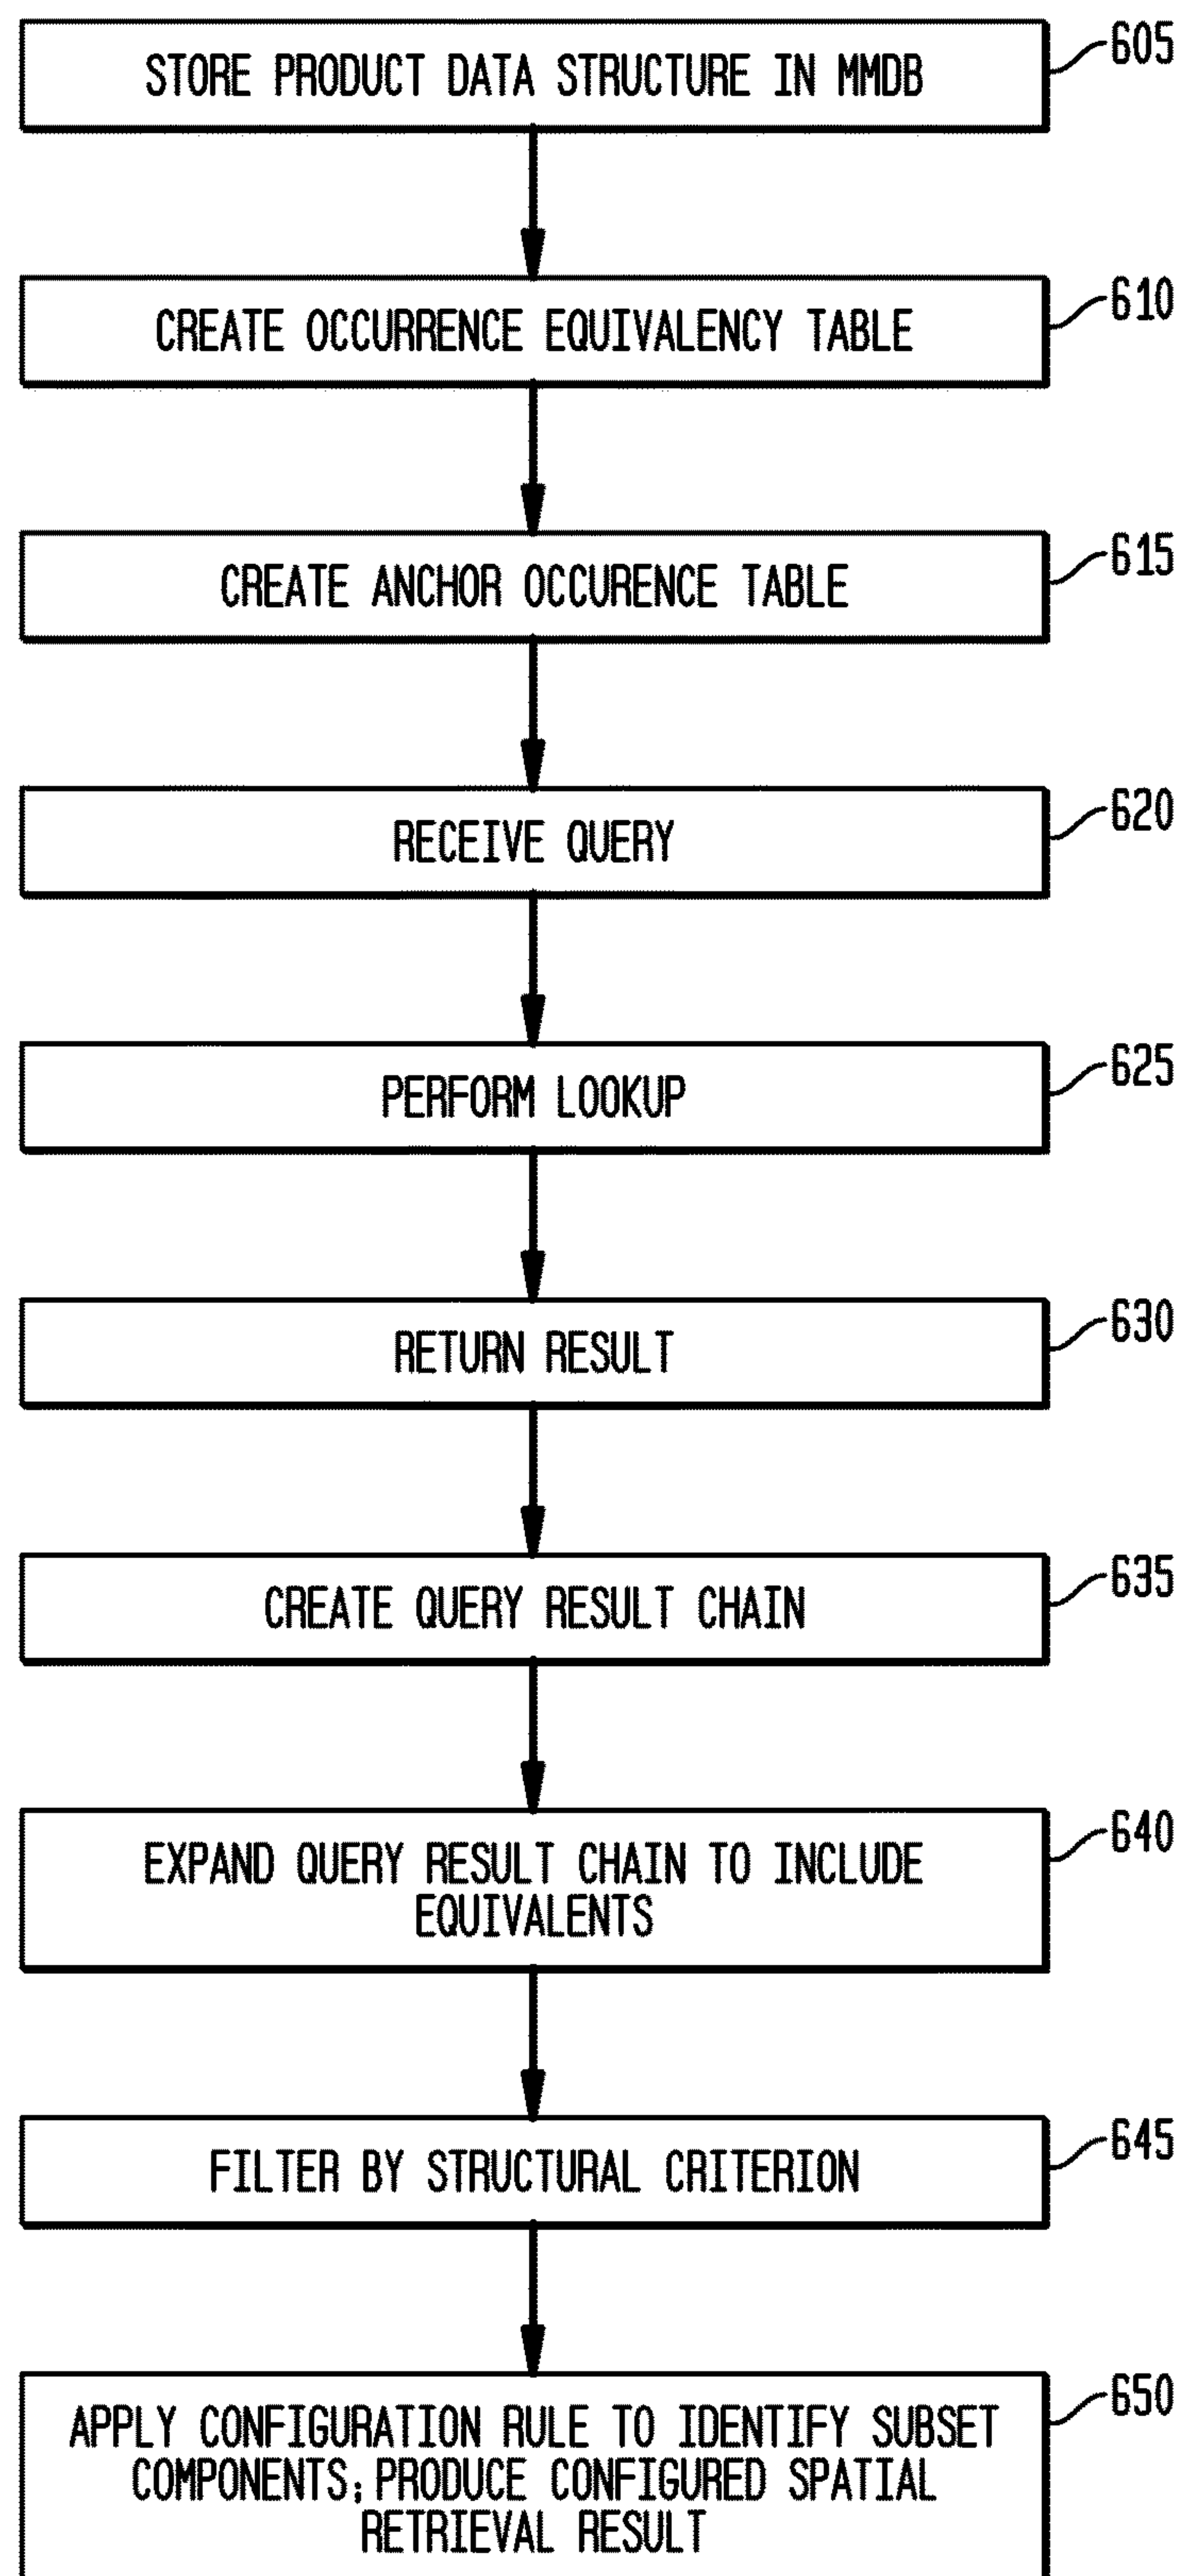 STORE PRODUCT DATA STRUCTURE IN MMDB
605
CREATE OCCURRENCE EQUIVALENCY TABLE
610
CREATE ANCHOR OCCURENCE TABLE
615
RECEIVE QUERY
620
PERFORM LOOKUP
625
RETURN RESULT
630
CREATE QUERY RESULT CHAIN
635
EXPAND QUERY RESULT CHAIN TO INCLUDE
EQUIVALENTS
640
FILTER BY STRUCTURAL CRITERION
645
APPLY CONFIGURATION RULE TO IDENTIFY SUBSET
COMPONENTS; PRODUCE CONFIGURED SPATIAL
RETRIEVAL RESULT
650